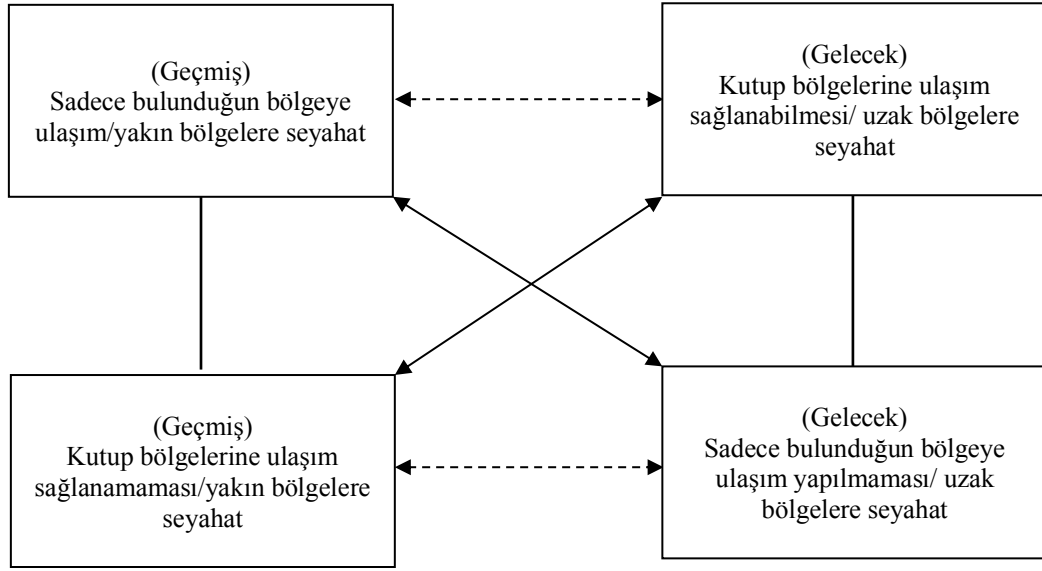 (Geçmiş)
Sadece bulunduğun bölgeye
ulaşım/yakın bölgelere seyahat
(Gelecek)
Kutup bölgelerine ulaşım
sağlanabilmesi/ uzak bölgelere
seyahat
(Geçmiş)
Kutup bölgelerine ulaşım
sağlanamaması/yakın bölgelere
seyahat
(Gelecek)
Sadece bulunduğun bölgeye
ulaşım yapılmaması/ uzak
bölgelere seyahat